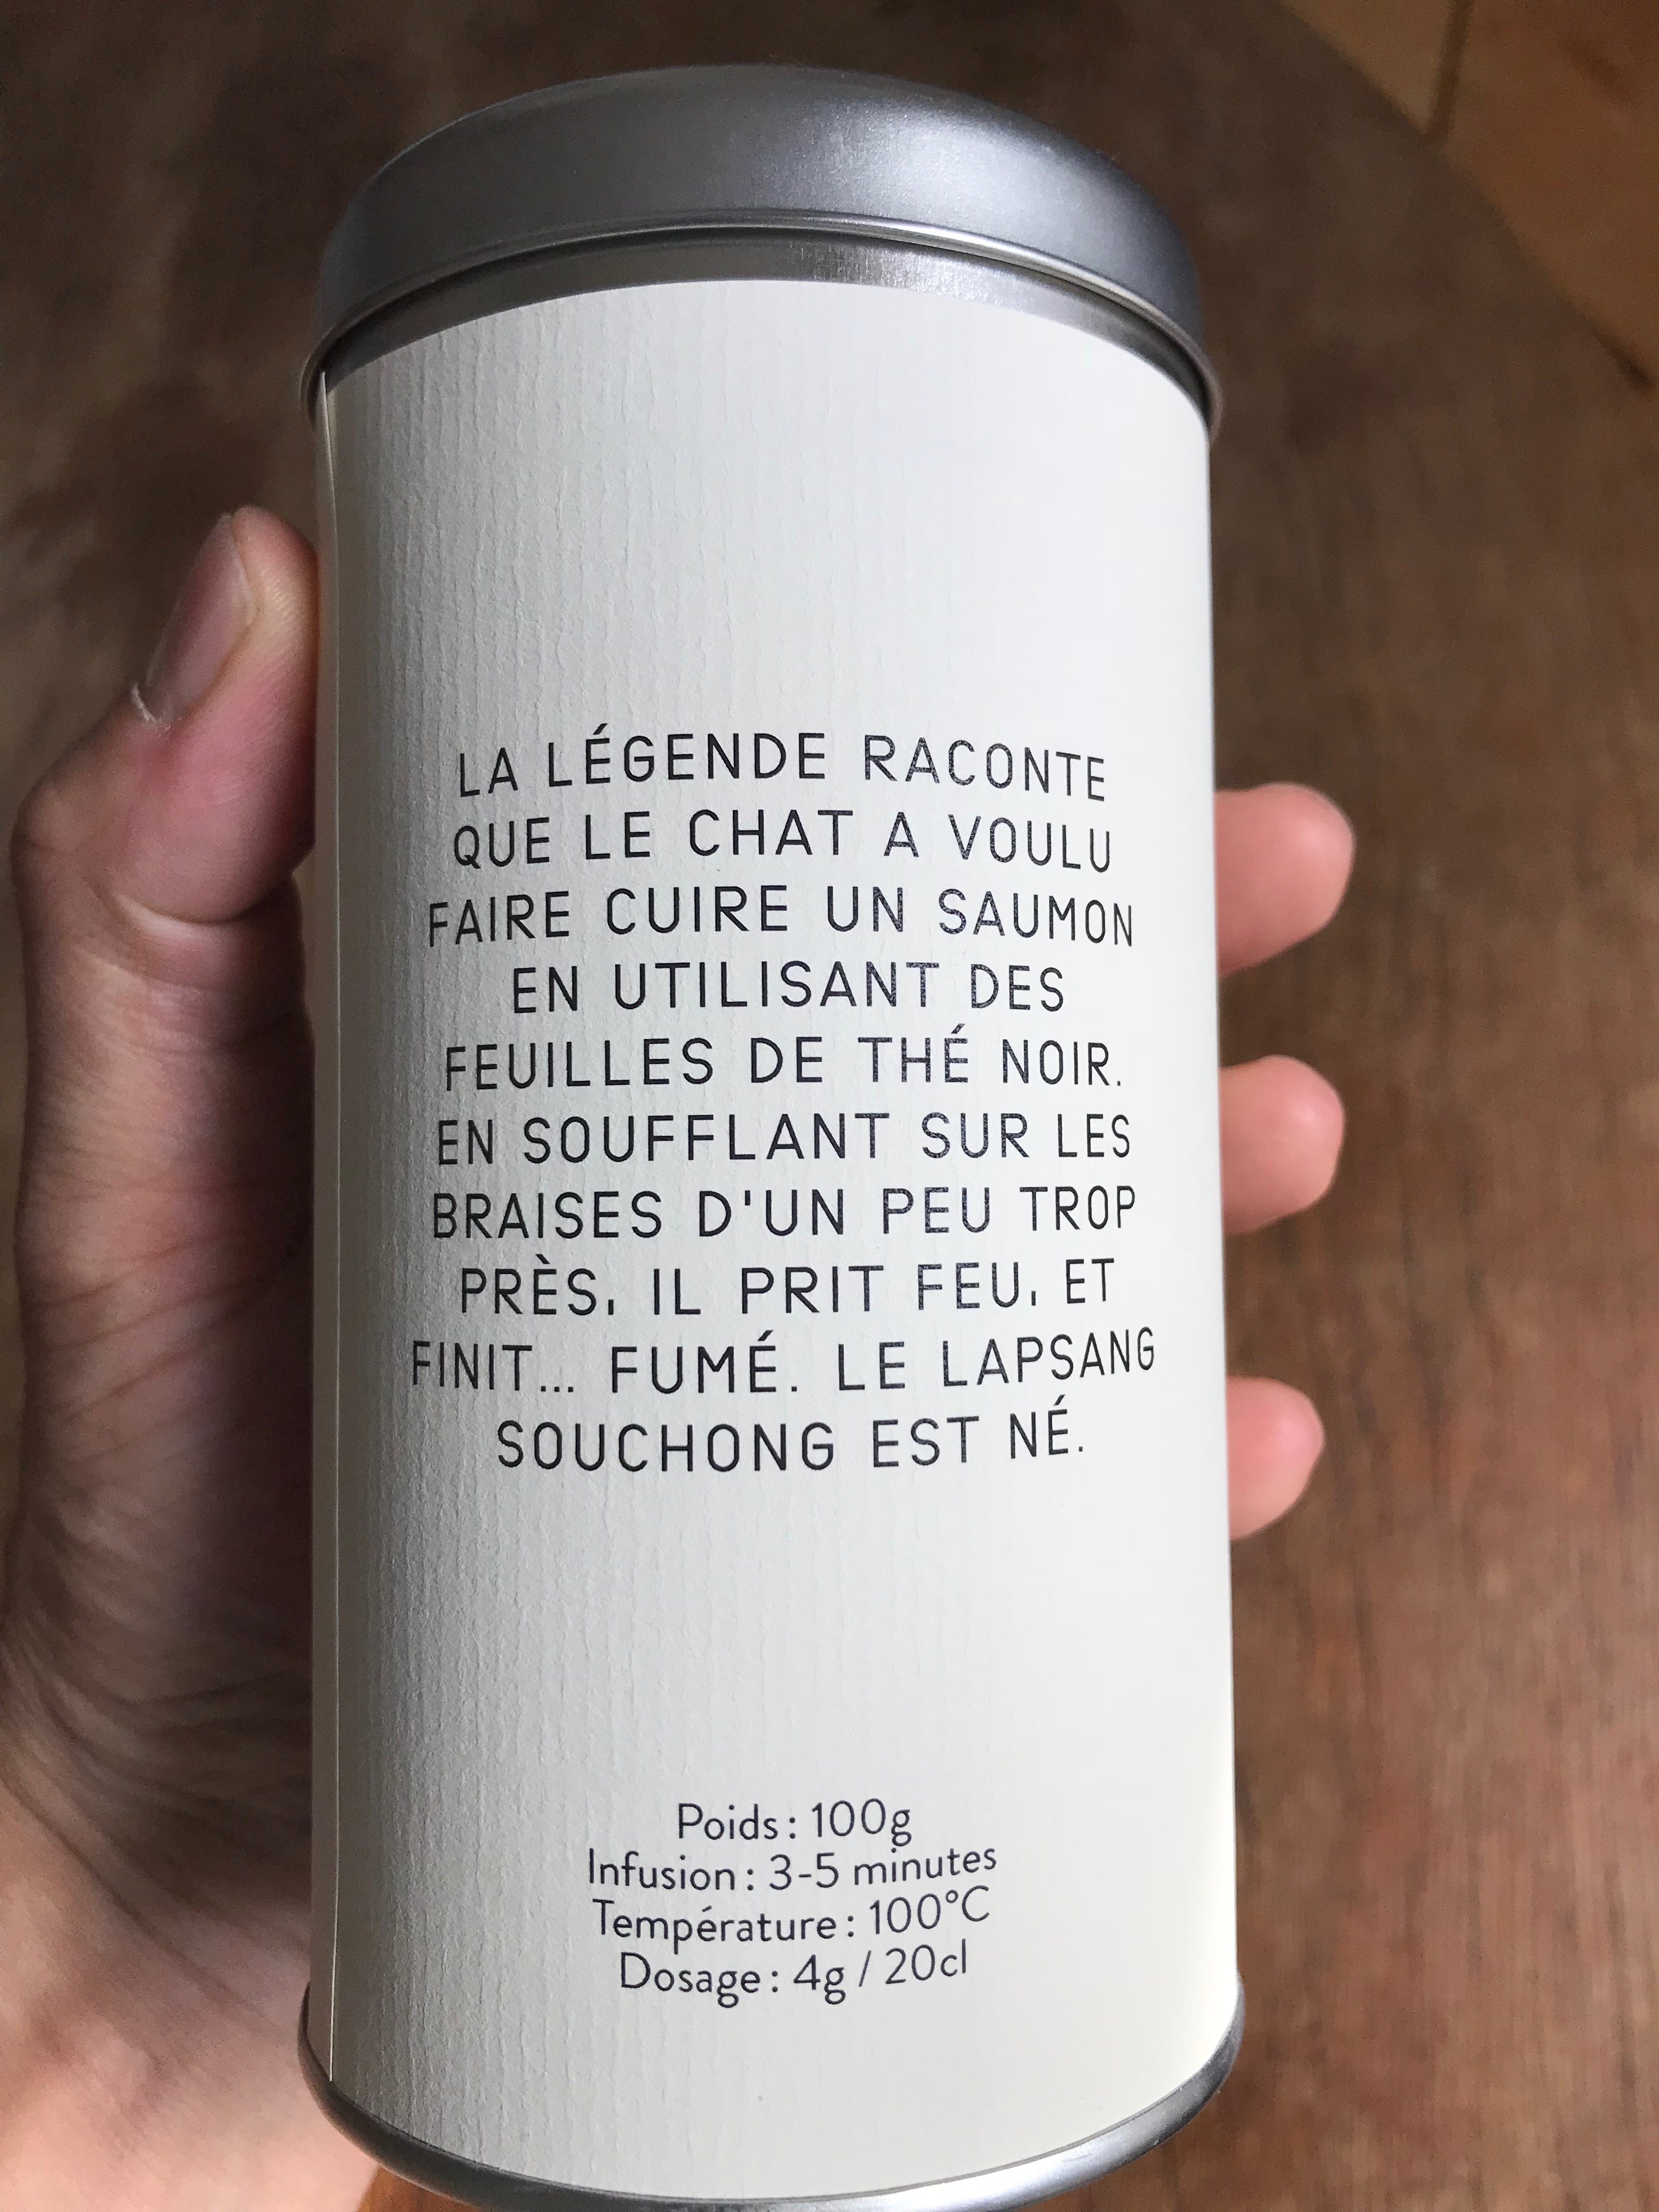 LA LÉGENDE RACONTE
QUE LE CHAT A VOULU
FAIRE CUIRE UN SAUMON
EN UTILISANT DES
FEUILLES DE THÉ NOIR.
EN SOUFFLANT SUR LES
BRAISES D'UN PEU TROP
PRÈS, IL PRIT FEU, ET
FINIT... FUMÉ. LE LAPSANG
SOUCHONG EST NÉ.
Poids : 100g
Infusion : 3-5 minutes
Température : 100°C
Dosage : 4g / 20cl